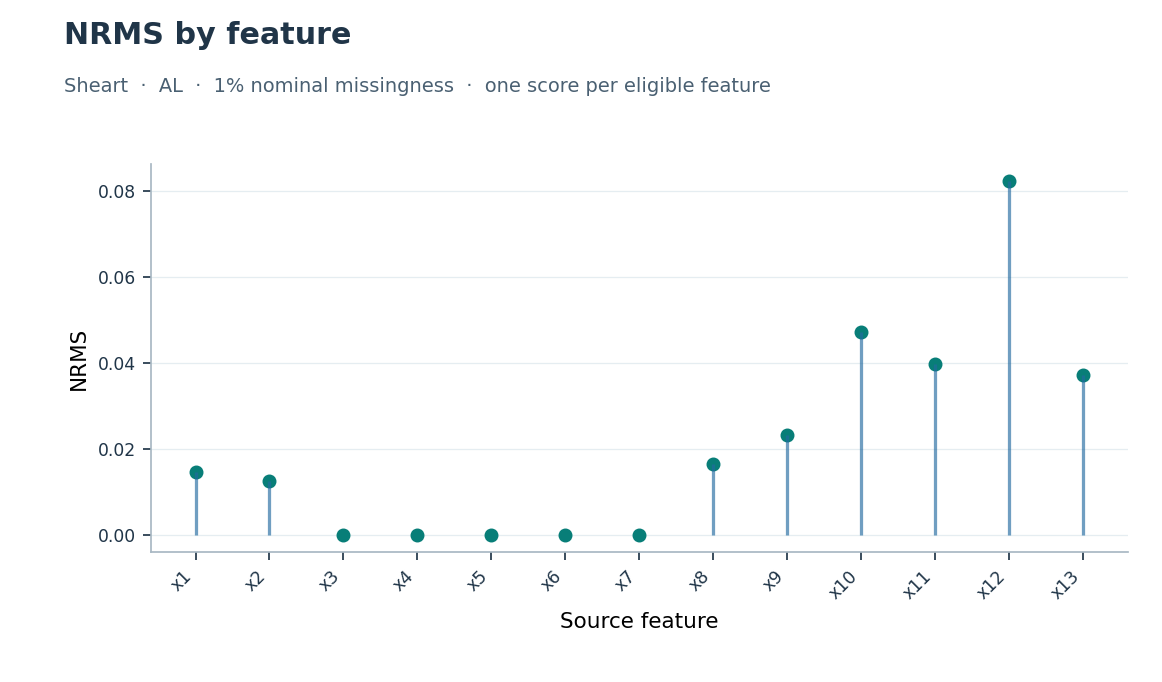 NRMS by feature
Sheart · AL · 1% nominal missingness · one score per eligible feature
0.08
0.06
0.04
0.02
0.00
NRMS
x1 x2 x3 x4 x5 x6 x7 x8 x9 x10 x11 x12 x13
Source feature